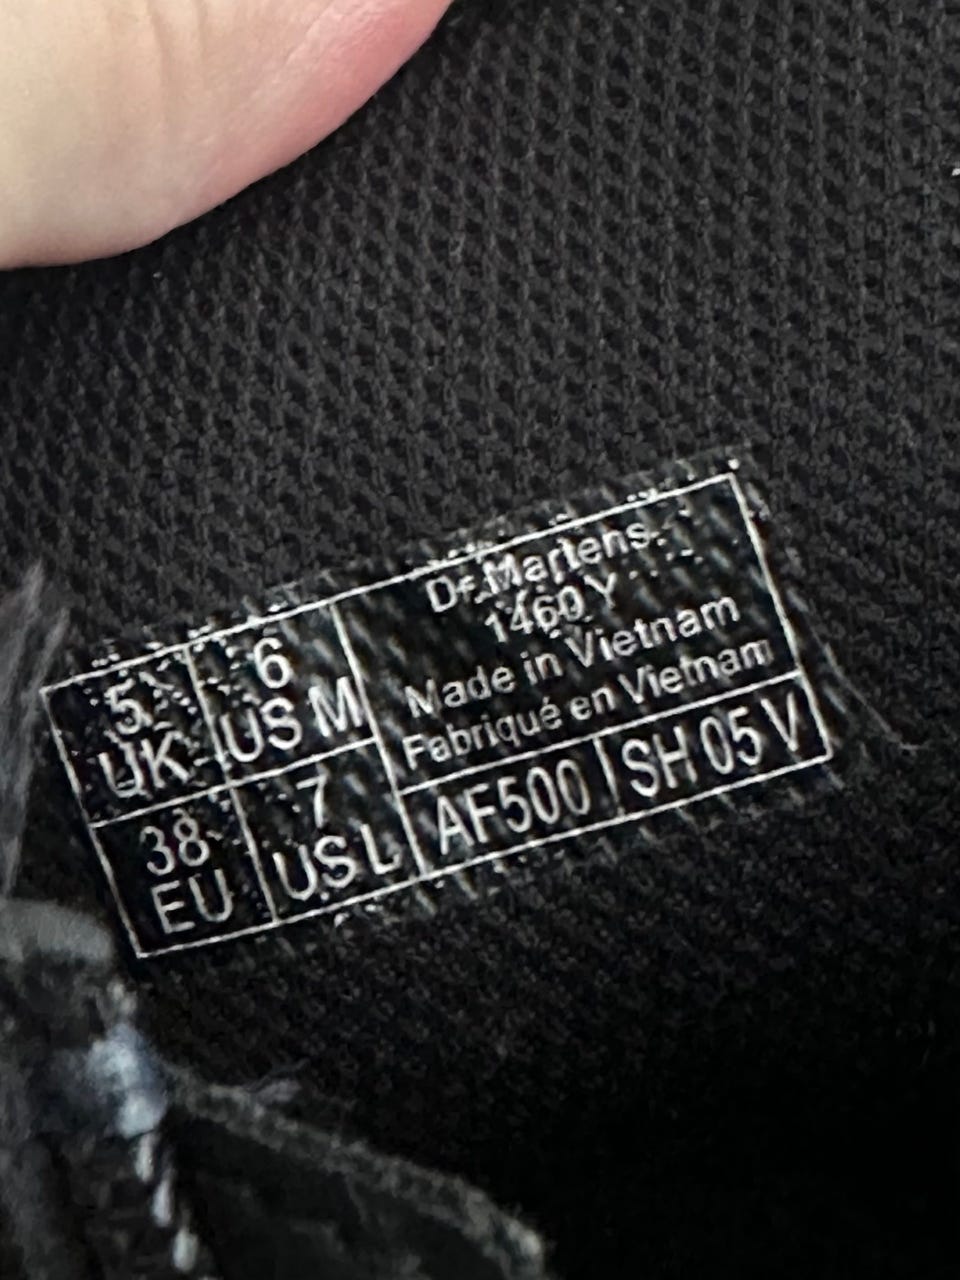 5
UK
6
US M
38
EU
7
US L
Dr. Martens
1460 Y
Made in Vietnam
Fabriqué en Vietnam
AF500
SH 05 V